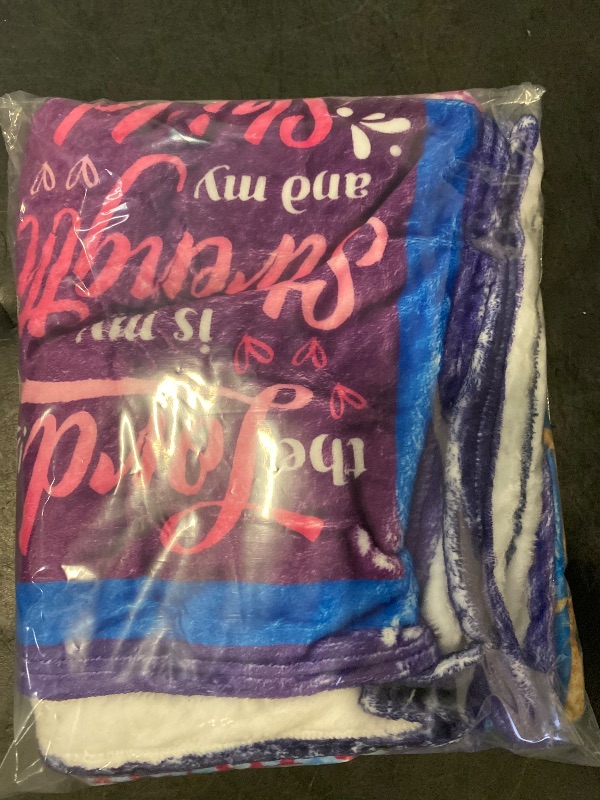 the
Lord
is my
Strength
and my